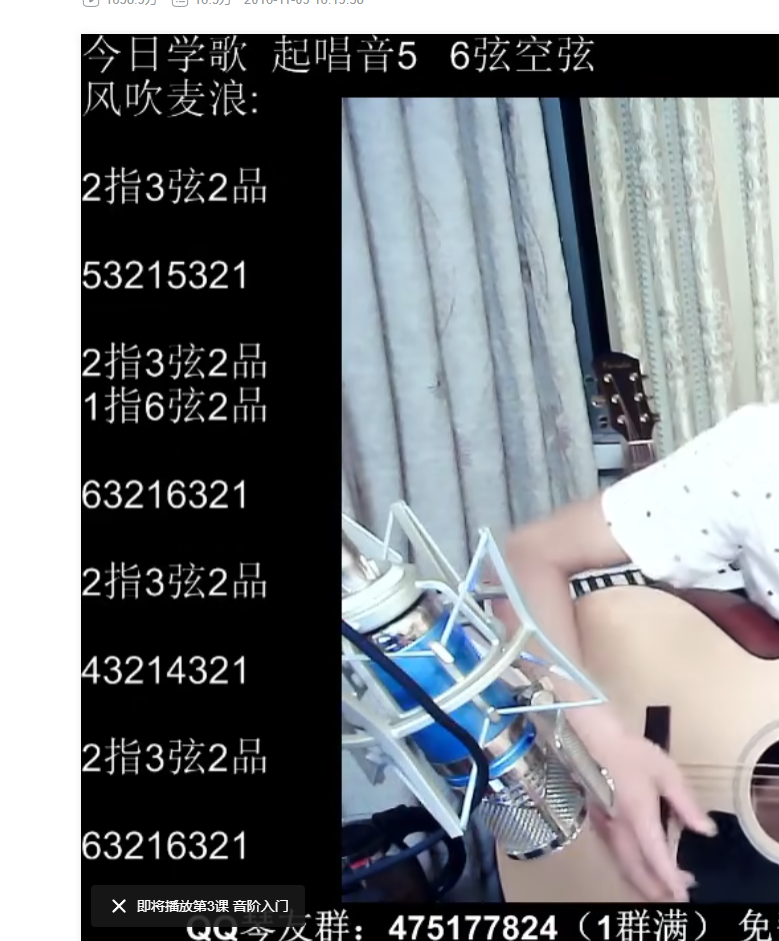 今日学歌 起唱音5 6弦空弦
风吹麦浪:
2指3弦2品
53215321
2指3弦2品
1指6弦2品
63216321
2指3弦2品
43214321
2指3弦2品
63216321
即将播放第3课 音阶入门
QQ琴友群：475177824（1群满） 免